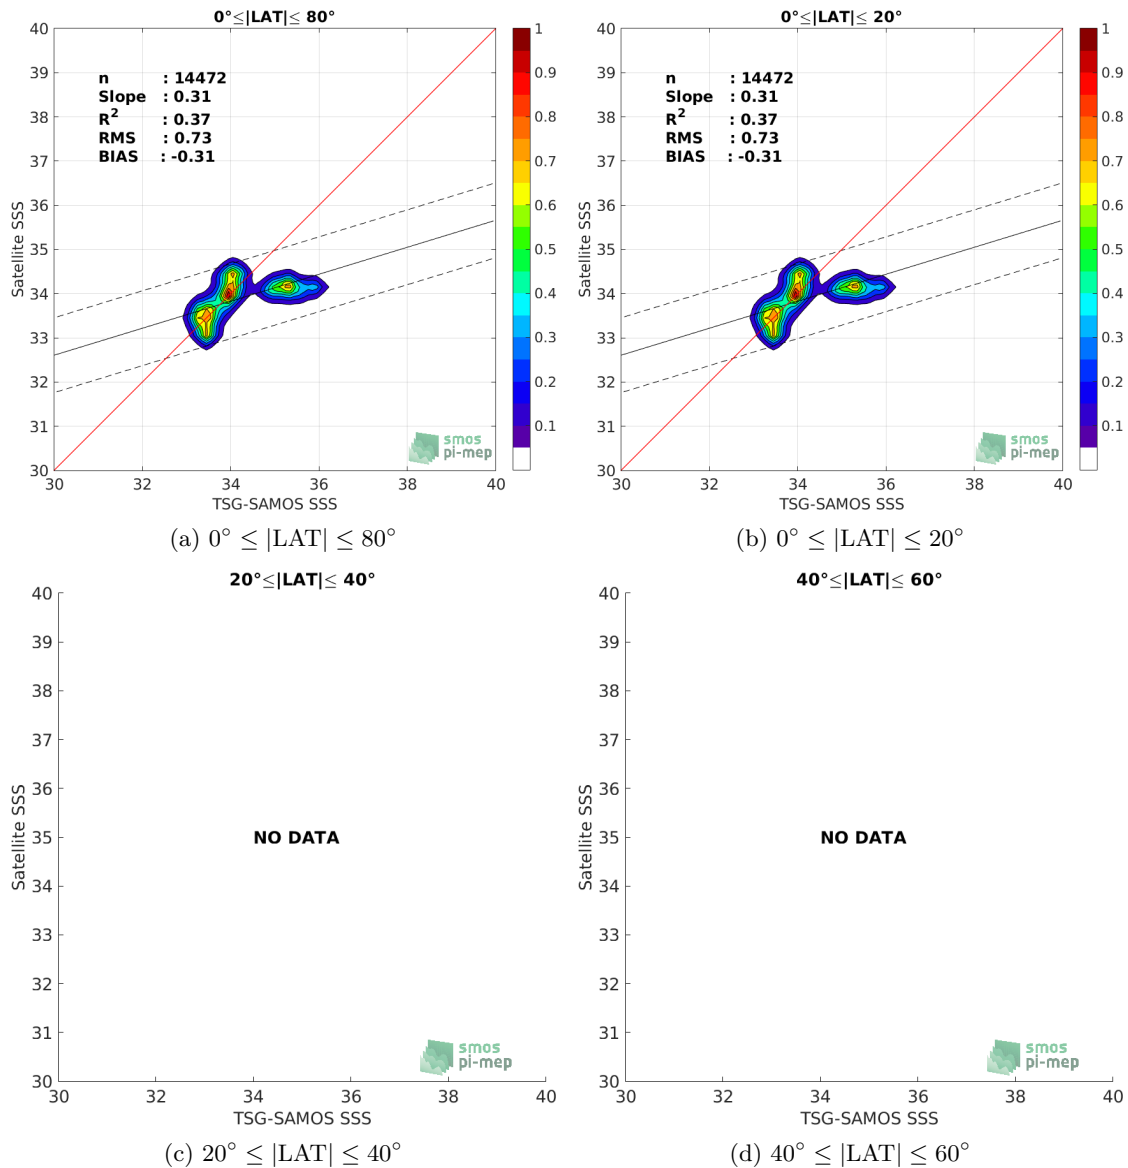 0°≤|LAT|≤ 80°
40
39
38
37
36
35
34
33
32
31
30
Satellite SSS
n : 14472
Slope : 0.31
R² : 0.37
RMS : 0.73
BIAS : -0.31
smos
pi-mep
30 32 34 36 38 40
TSG-SAMOS SSS
1
0.9
0.8
0.7
0.6
0.5
0.4
0.3
0.2
0.1
(a) 0° ≤ |LAT| ≤ 80°
0°≤|LAT|≤ 20°
40
39
38
37
36
35
34
33
32
31
30
Satellite SSS
n : 14472
Slope : 0.31
R² : 0.37
RMS : 0.73
BIAS : -0.31
smos
pi-mep
30 32 34 36 38 40
TSG-SAMOS SSS
1
0.9
0.8
0.7
0.6
0.5
0.4
0.3
0.2
0.1
(b) 0° ≤ |LAT| ≤ 20°
20°≤|LAT|≤ 40°
40
39
38
37
36
35
34
33
32
31
30
Satellite SSS
NO DATA
smos
pi-mep
30 32 34 36 38 40
TSG-SAMOS SSS
(c) 20° ≤ |LAT| ≤ 40°
40°≤|LAT|≤ 60°
40
39
38
37
36
35
34
33
32
31
30
Satellite SSS
NO DATA
smos
pi-mep
30 32 34 36 38 40
TSG-SAMOS SSS
(d) 40° ≤ |LAT| ≤ 60°